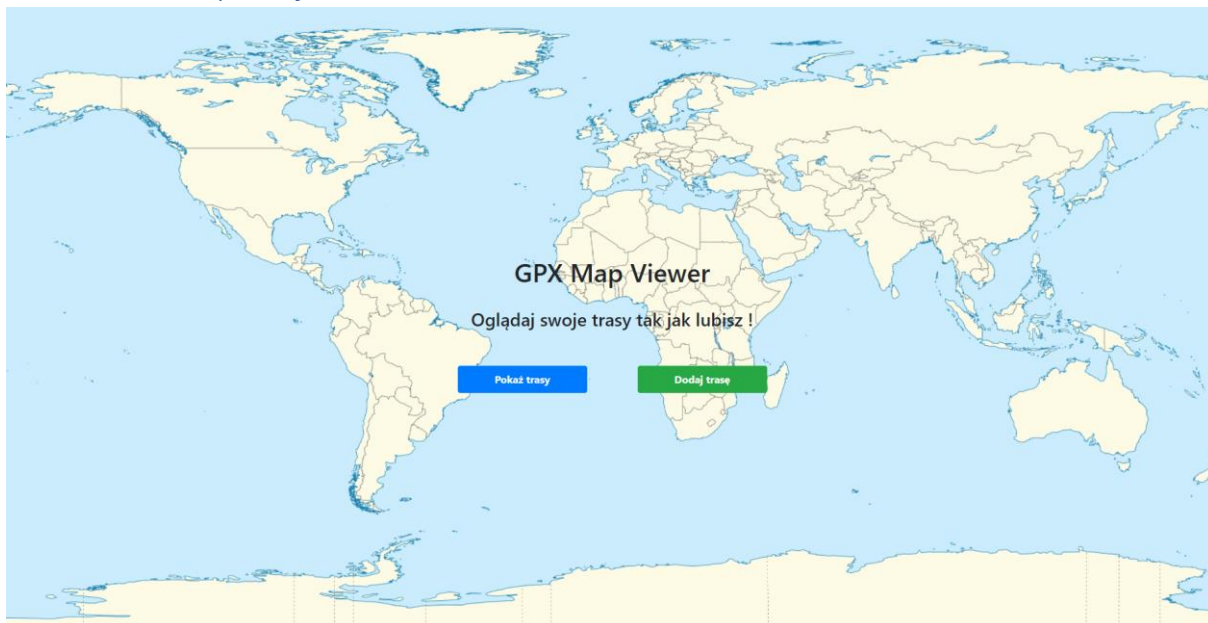 GPX Map Viewer
Oglądaj swoje trasy tak jak lubisz !
Pokaż trasy
Dodaj trasę